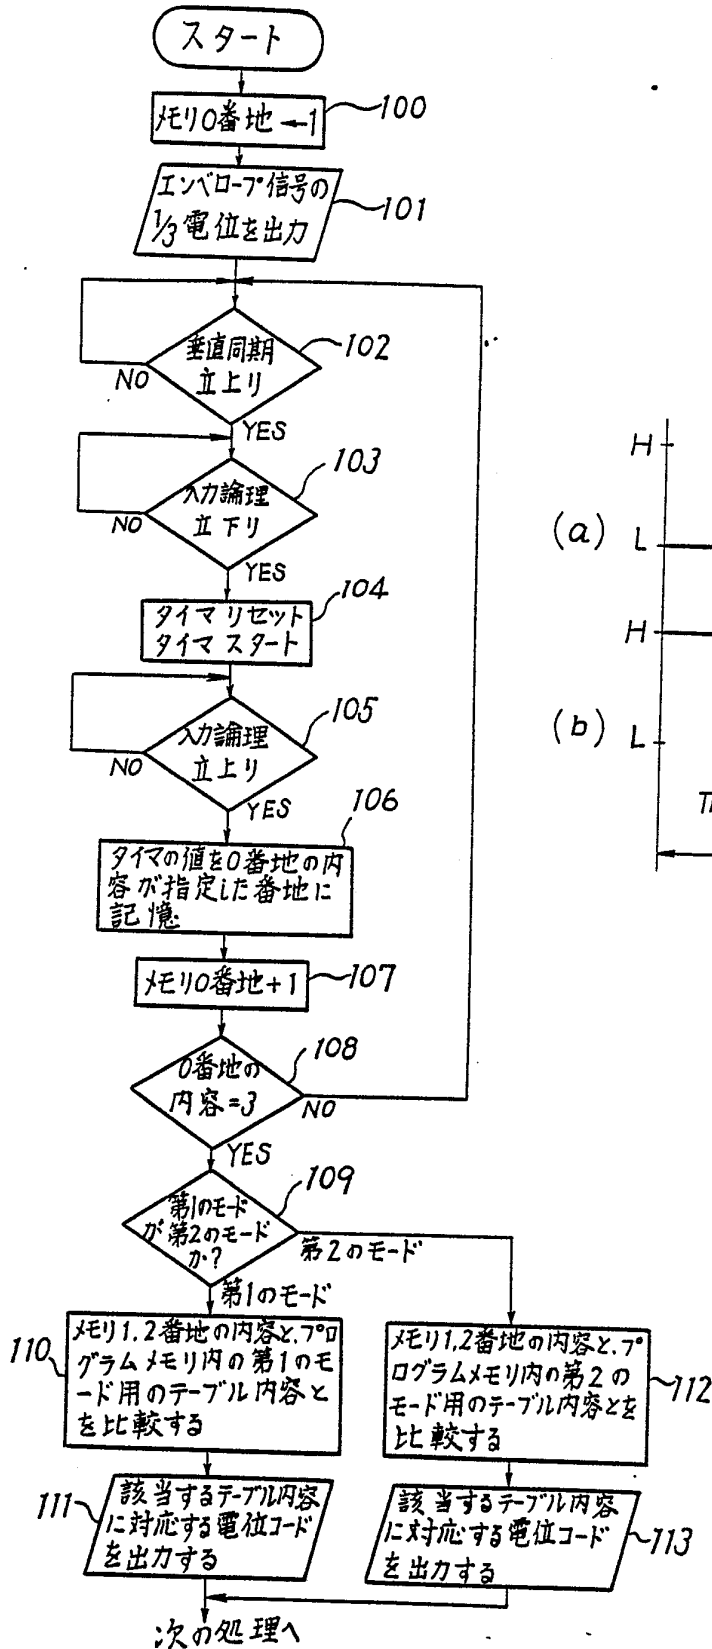 スタート
メモリ0番地←1
100
エンベロープ信号の
1/3電位を出力
101
垂直同期
立上り
102
NO
YES
入力論理
立下り
103
NO
YES
タイマリセット
タイマスタート
104
入力論理
立上り
105
NO
YES
106
タイマの値を0番地の内
容が指定した番地に
記憶
メモリ0番地+1
107
0番地の
内容=3
108
NO
YES
109
第1のモード
が第2のモード
か?
第2のモード
第1のモード
110
メモリ1,2番地の内容と,プロ
グラムメモリ内の第1のモ
ード用のテーブル内容と
を比較する
メモリ1,2番地の内容と,プ
ログラムメモリ内の第2の
モード用のテーブル内容とを
比較する
112
111
該当するテーブル内容
に対応する電位コード
を出力する
該当するテーブル内容
に対応する電位コード
を出力する
113
次の処理へ
H
(a) L
H
(b) L